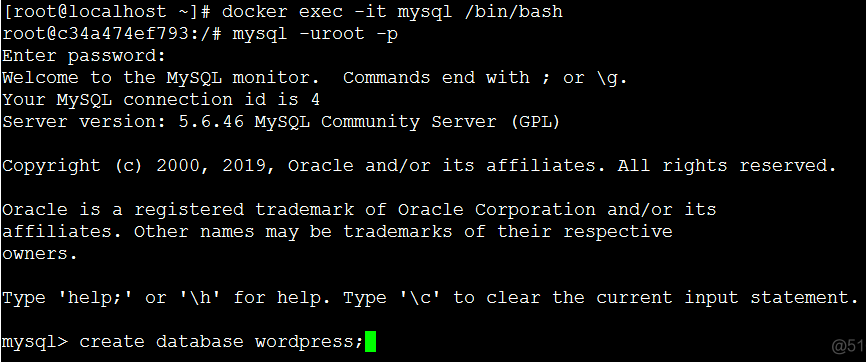 [root@localhost ~]# docker exec -it mysql /bin/bash
root@c34a474ef793:/# mysql -uroot -p
Enter password:
Welcome to the MySQL monitor.  Commands end with ; or \g.
Your MySQL connection id is 4
Server version: 5.6.46 MySQL Community Server (GPL)

Copyright (c) 2000, 2019, Oracle and/or its affiliates. All rights reserved.

Oracle is a registered trademark of Oracle Corporation and/or its
affiliates. Other names may be trademarks of their respective
owners.

Type 'help;' or '\h' for help. Type '\c' to clear the current input statement.

mysql> create database wordpress;
@51